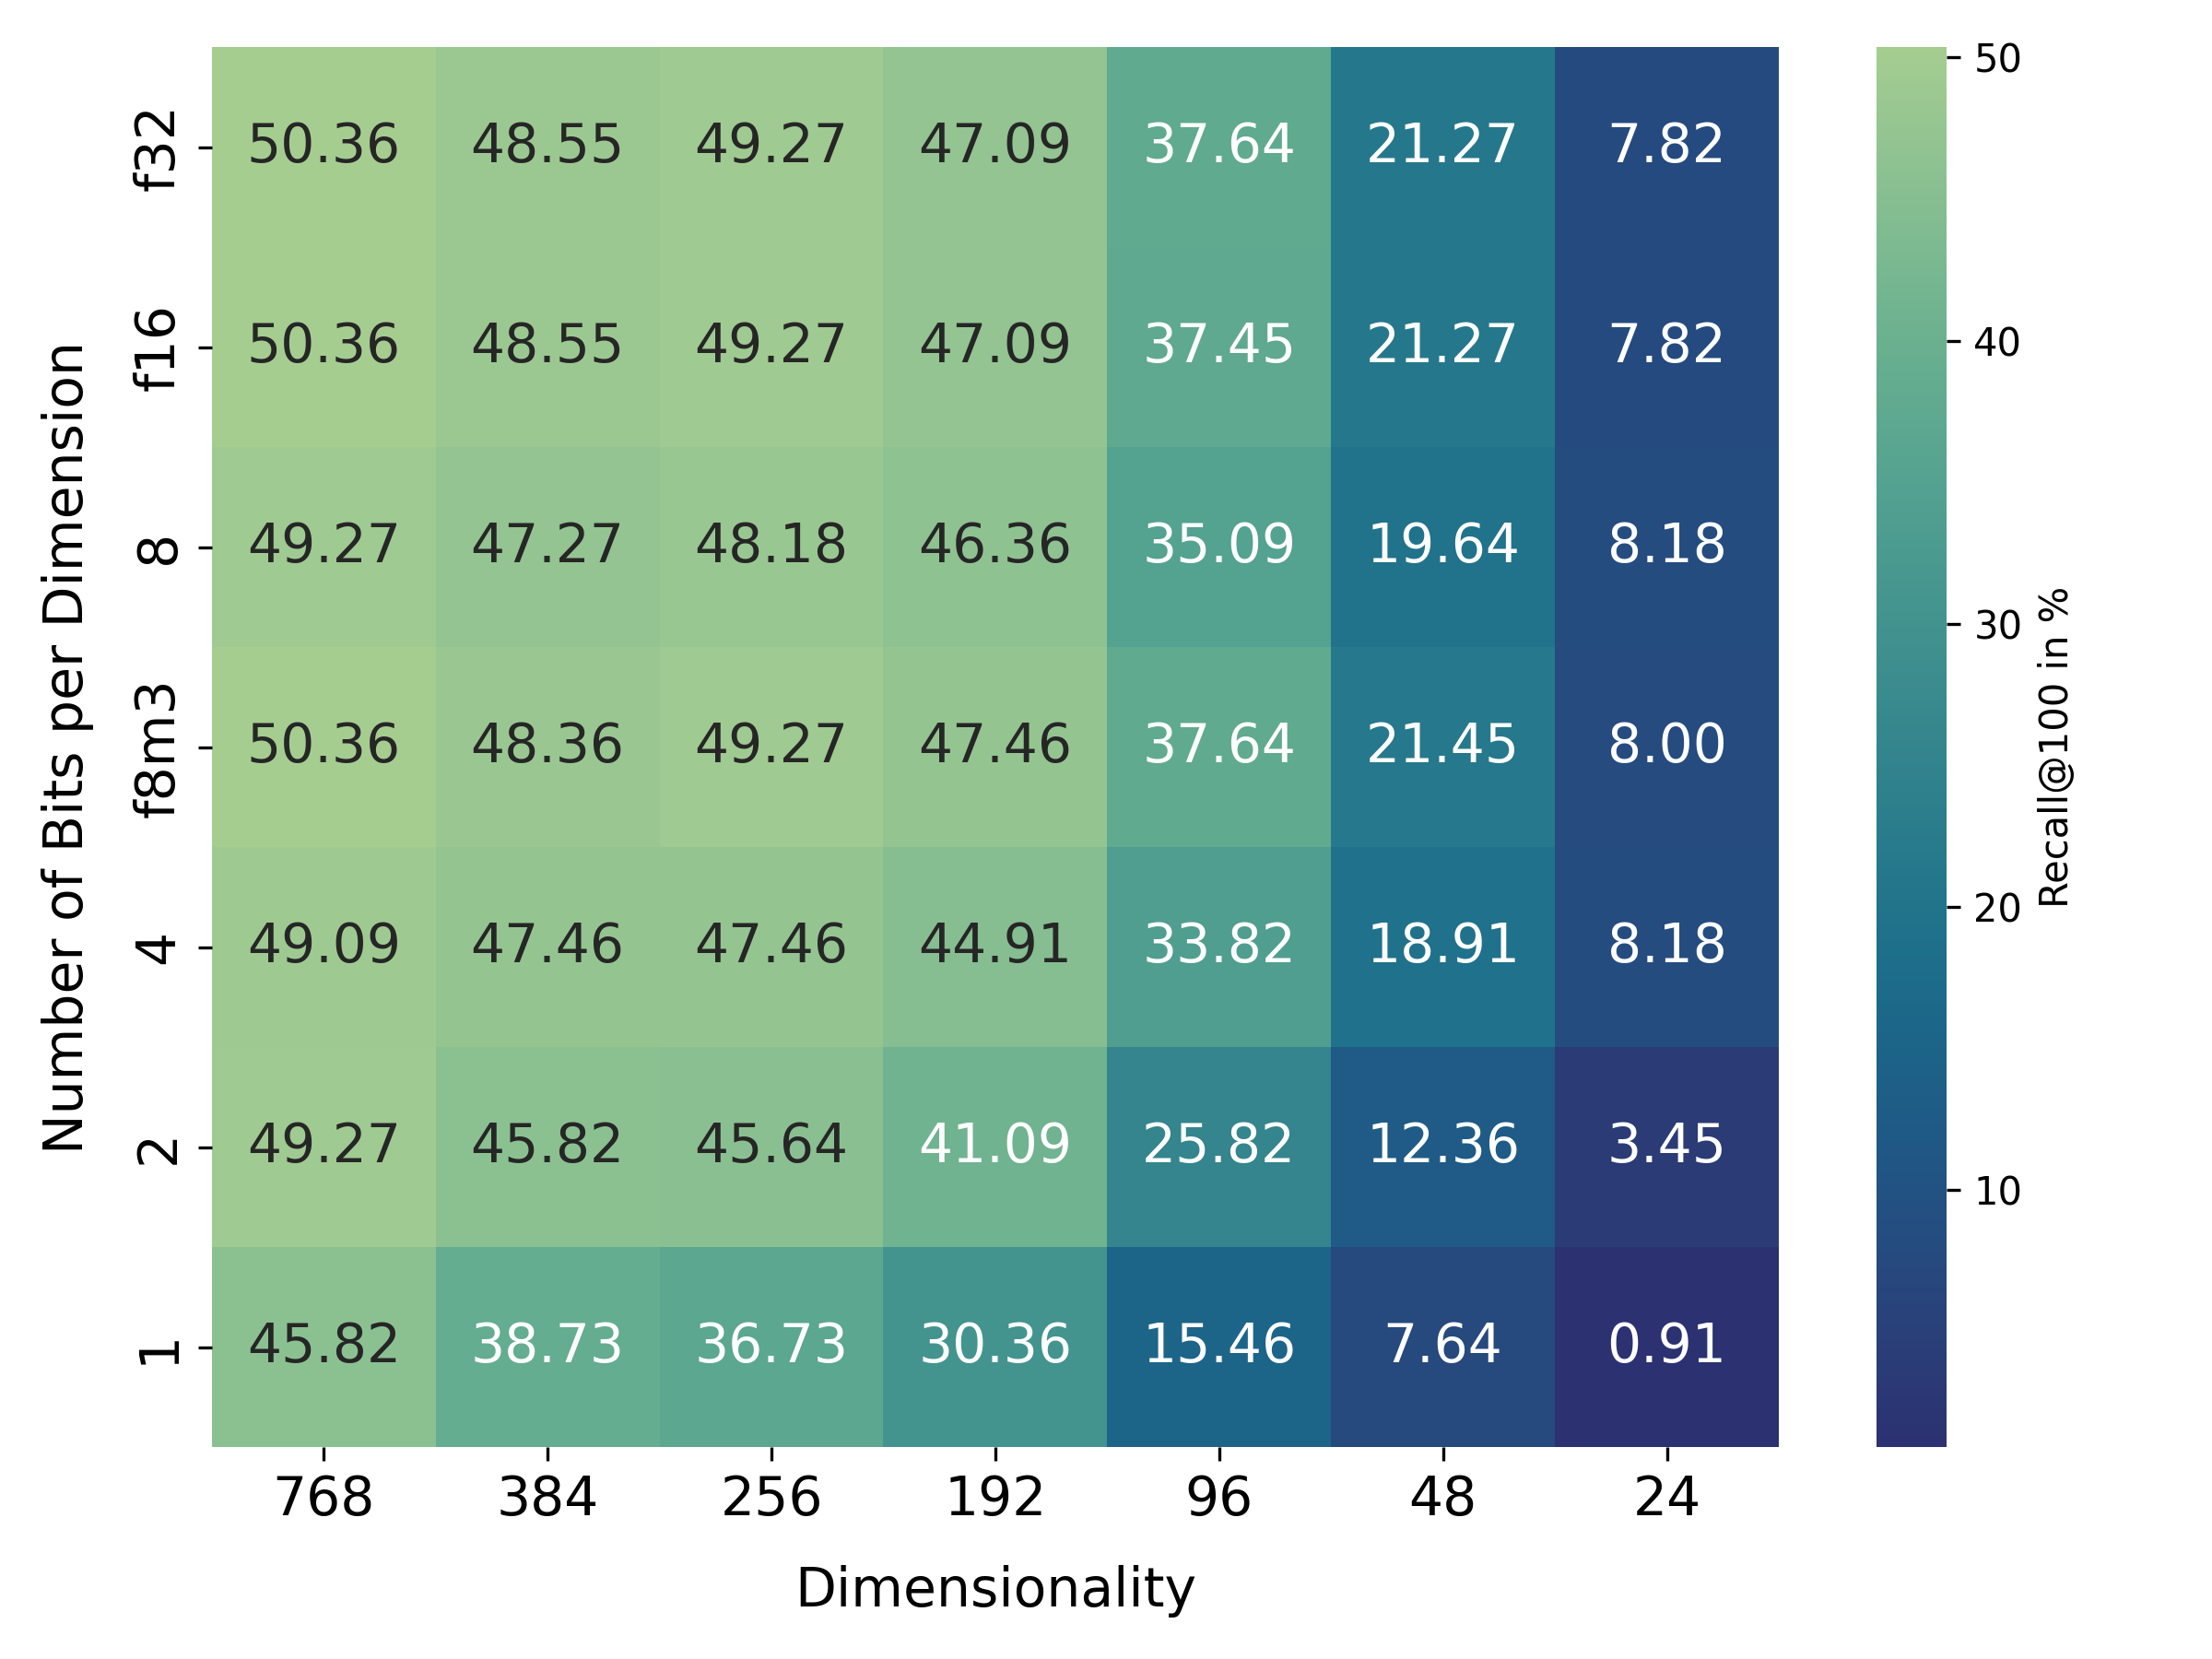 Number of Bits per Dimension
f32 50.36 48.55 49.27 47.09 37.64 21.27 7.82
f16 50.36 48.55 49.27 47.09 37.45 21.27 7.82
8 49.27 47.27 48.18 46.36 35.09 19.64 8.18
f8m3 50.36 48.36 49.27 47.46 37.64 21.45 8.00
4 49.09 47.46 47.46 44.91 33.82 18.91 8.18
2 49.27 45.82 45.64 41.09 25.82 12.36 3.45
1 45.82 38.73 36.73 30.36 15.46 7.64 0.91
768 384 256 192 96 48 24
Dimensionality
50
40
30
20
10
Recall@100 in %